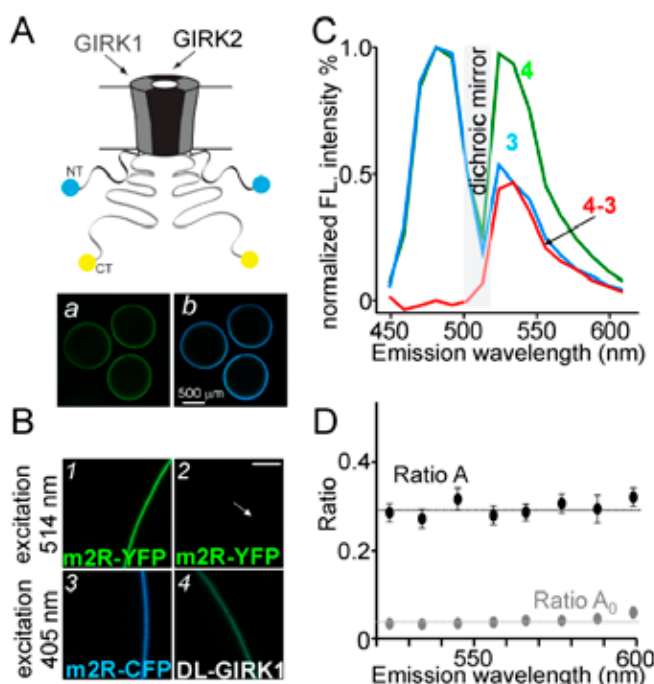 A
GIRK1
GIRK2
NT
CT
a
b
500 μm
B
excitation
514 nm
1
2
m2R-YFP
m2R-YFP
excitation
405 nm
3
4
m2R-CFP
DL-GIRK1
C
normalized FL. intensity %
1.0
0.5
0
dichroic mirror
4
3
4-3
450
500
550
600
Emission wavelength (nm)
D
Ratio
0.4
0.2
0
Ratio A
Ratio A₀
550
600
Emission wavelength (nm)